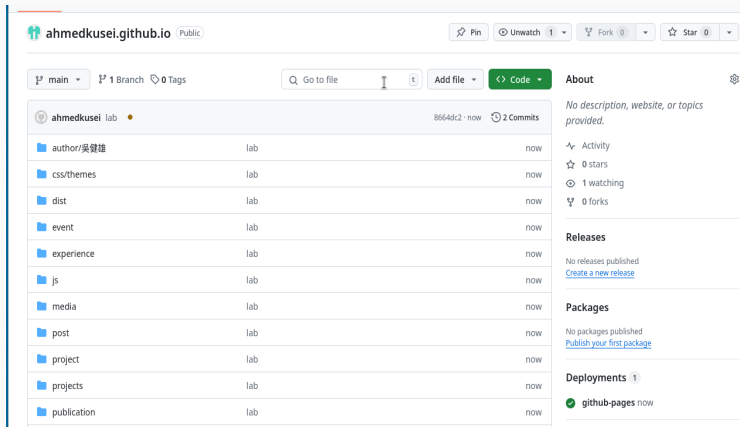 ahmedkusei.github.io Public
Pin Unwatch 1 Fork 0 Star 0
main 1 Branch 0 Tags Go to file t Add file Code
ahmedkusei lab 8664dc2 · now 2 Commits
author/吳健雄 lab now
css/themes lab now
dist lab now
event lab now
experience lab now
js lab now
media lab now
post lab now
project lab now
projects lab now
publication lab now
About
No description, website, or topics
provided.
Activity
0 stars
1 watching
0 forks
Releases
No releases published
Create a new release
Packages
No packages published
Publish your first package
Deployments 1
github-pages now